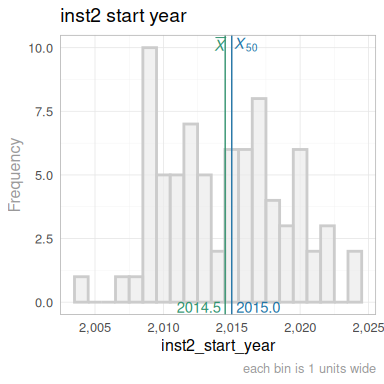 inst2 start year
X̅ X₅₀
10.0
7.5
5.0
2.5
0.0
Frequency
2014.5 2015.0
2,005 2,010 2,015 2,020 2,025
inst2_start_year
each bin is 1 units wide